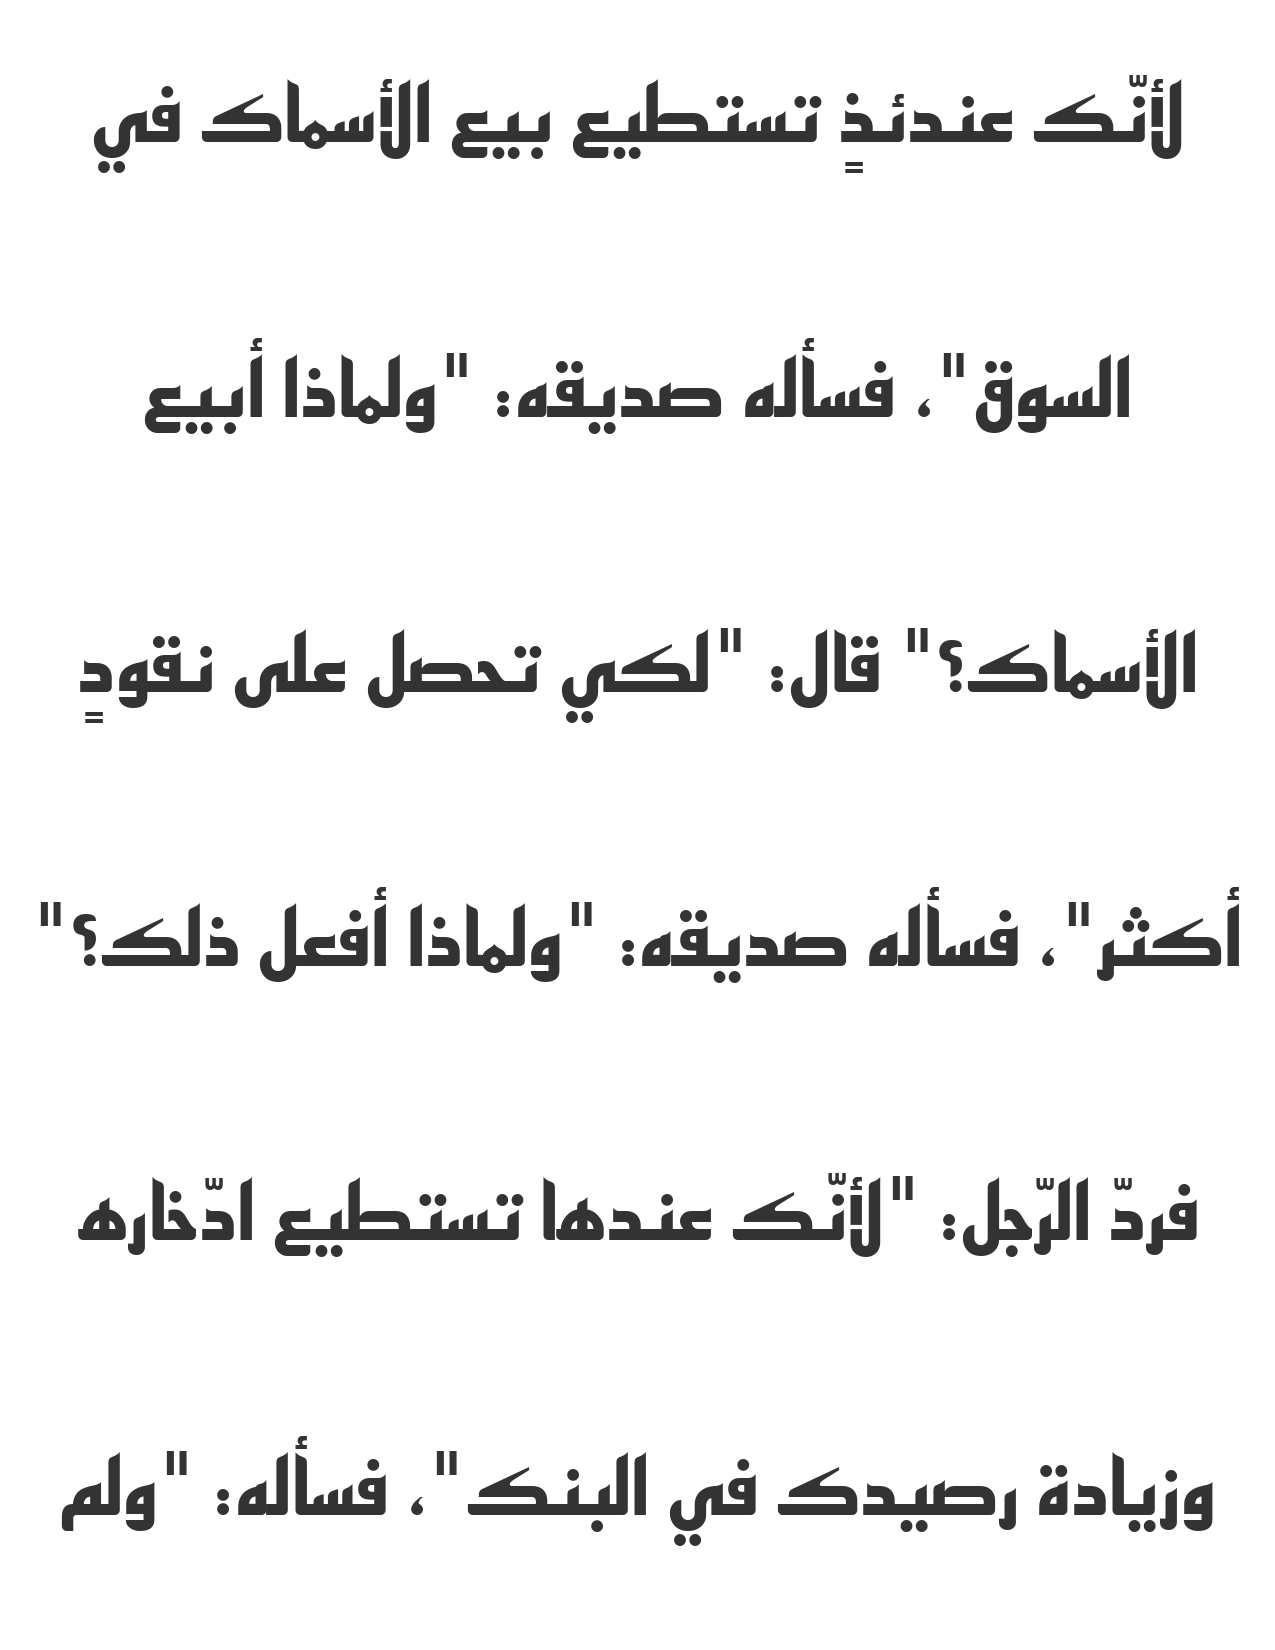 لأنّك عندئذٍ تستطيع بيع الأسماك في
السوق"، فسأله صديقه: "ولماذا أبيع
الأسماك؟" قال: "لكي تحصل على نقودٍ
أكثر"، فسأله صديقه: "ولماذا أفعل ذلك؟"
فردّ الرّجل: "لأنّك عندها تستطيع ادّخاره
وزيادة رصيدك في البنك"، فسأله: "ولم